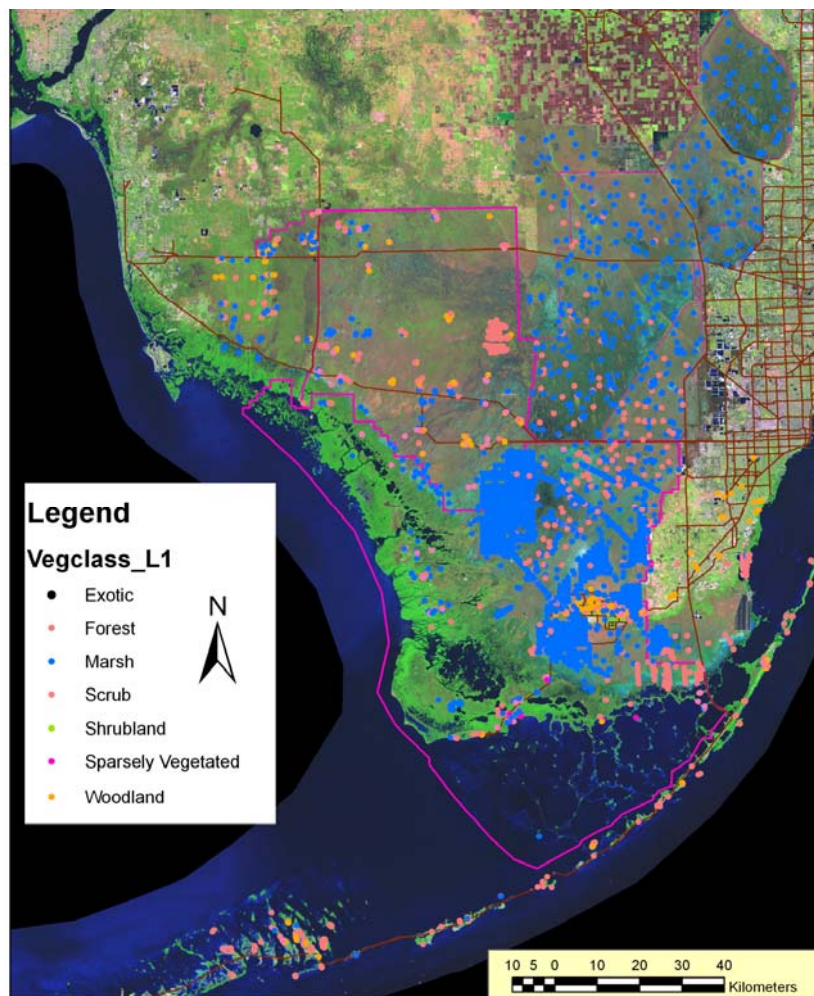 Legend
Vegclass_L1
Exotic
Forest
Marsh
Scrub
Shrubland
Sparsely Vegetated
Woodland
N
10 5 0 10 20 30 40
Kilometers